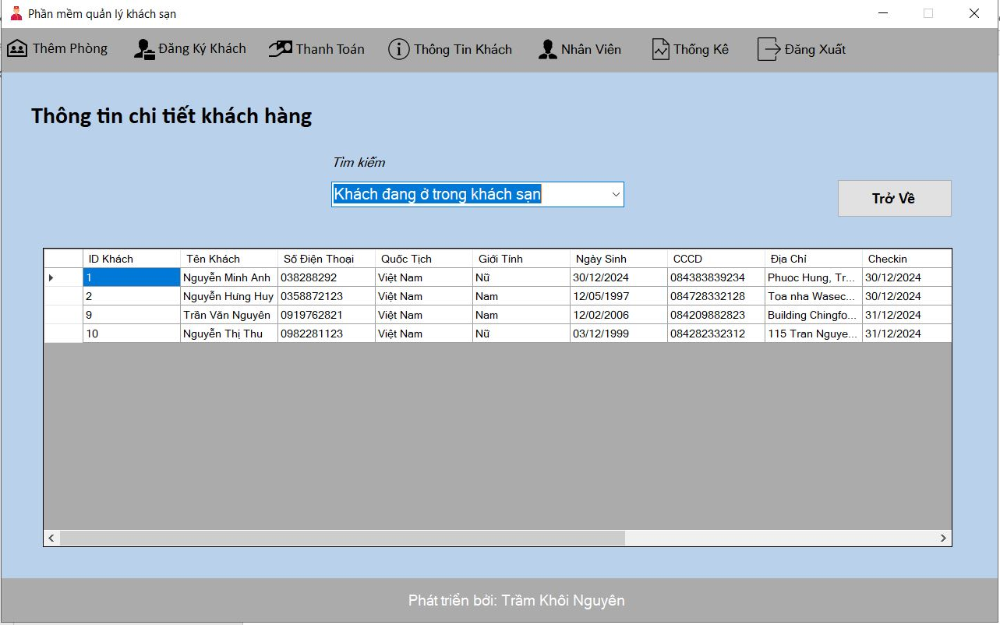 Phần mềm quản lý khách sạn
Thêm Phòng Đăng Ký Khách Thanh Toán Thông Tin Khách Nhân Viên Thống Kê Đăng Xuất
Thông tin chi tiết khách hàng
Tìm kiếm
Khách đang ở trong khách sạn
Trở Về
ID Khách Tên Khách Số Điện Thoại Quốc Tịch Giới Tính Ngày Sinh CCCD Địa Chỉ Checkin
1 Nguyễn Minh Anh 038288292 Việt Nam Nữ 30/12/2024 084383839234 Phuoc Hung, Tr... 30/12/2024
2 Nguyễn Hưng Huy 0358872123 Việt Nam Nam 12/05/1997 084728332128 Toa nha Wasec... 30/12/2024
9 Trần Văn Nguyên 0919762821 Việt Nam Nam 12/02/2006 084209882823 Building Chingfo... 31/12/2024
10 Nguyễn Thị Thu 0982281123 Việt Nam Nữ 03/12/1999 084282332312 115 Tran Nguye... 31/12/2024
Phát triển bởi: Trầm Khôi Nguyên